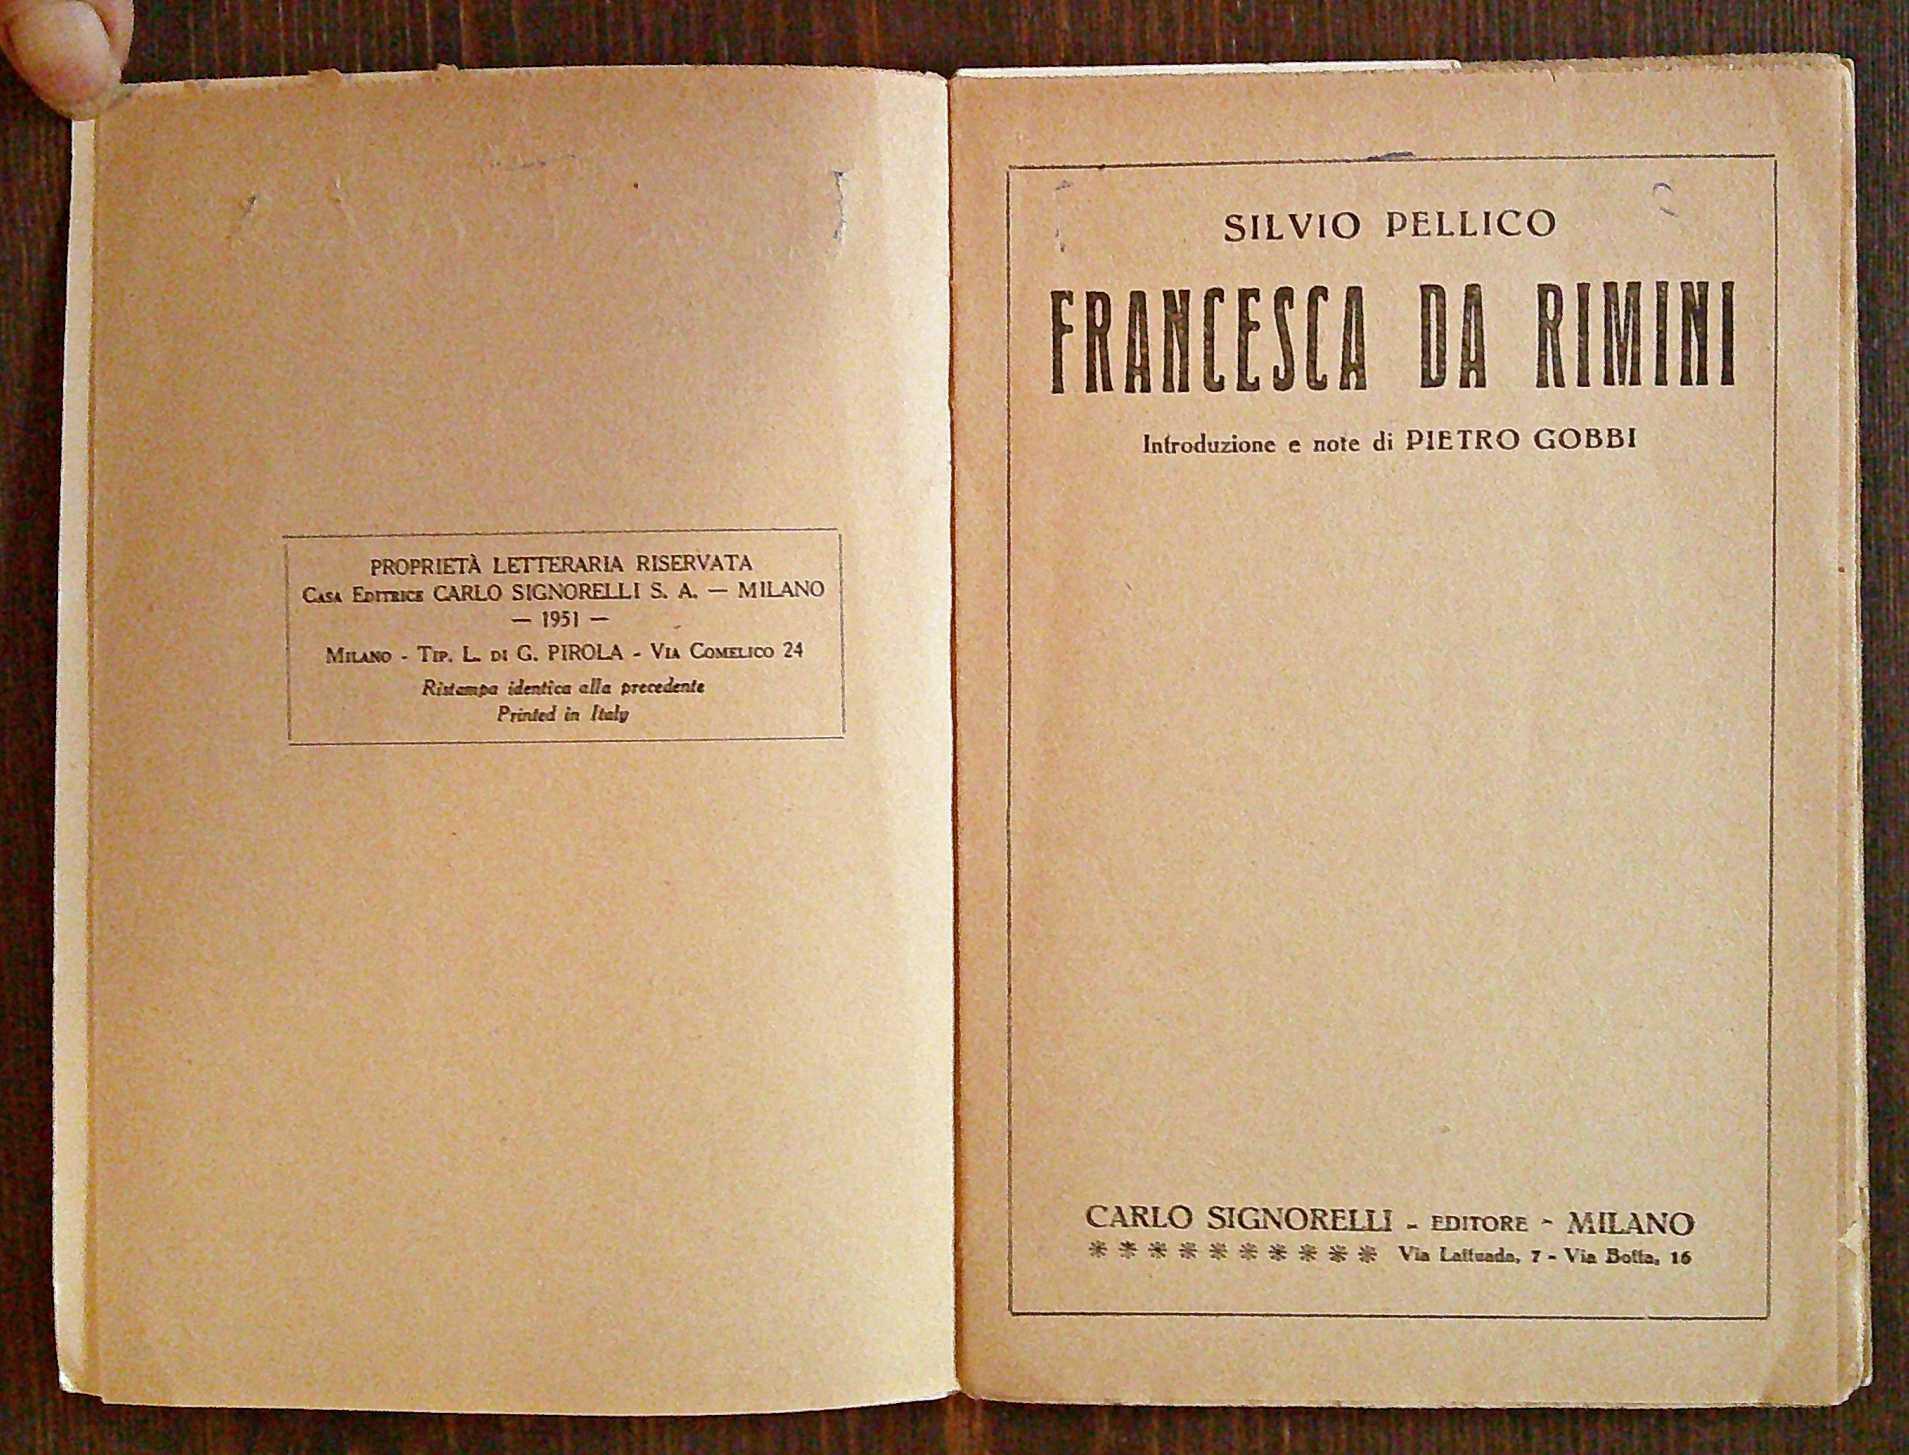 PROPRIETÀ LETTERARIA RISERVATA
CASA EDITRICE CARLO SIGNORELLI S. A. — MILANO
— 1951 —
MILANO - TIP. L. DI G. PIROLA - VIA COMELICO 24
Ristampa identica alla precedente
Printed in Italy
SILVIO PELLICO
FRANCESCA DA RIMINI
Introduzione e note di PIETRO GOBBI
CARLO SIGNORELLI - EDITORE - MILANO
Via Lattuada, 7 - Via Botta, 16